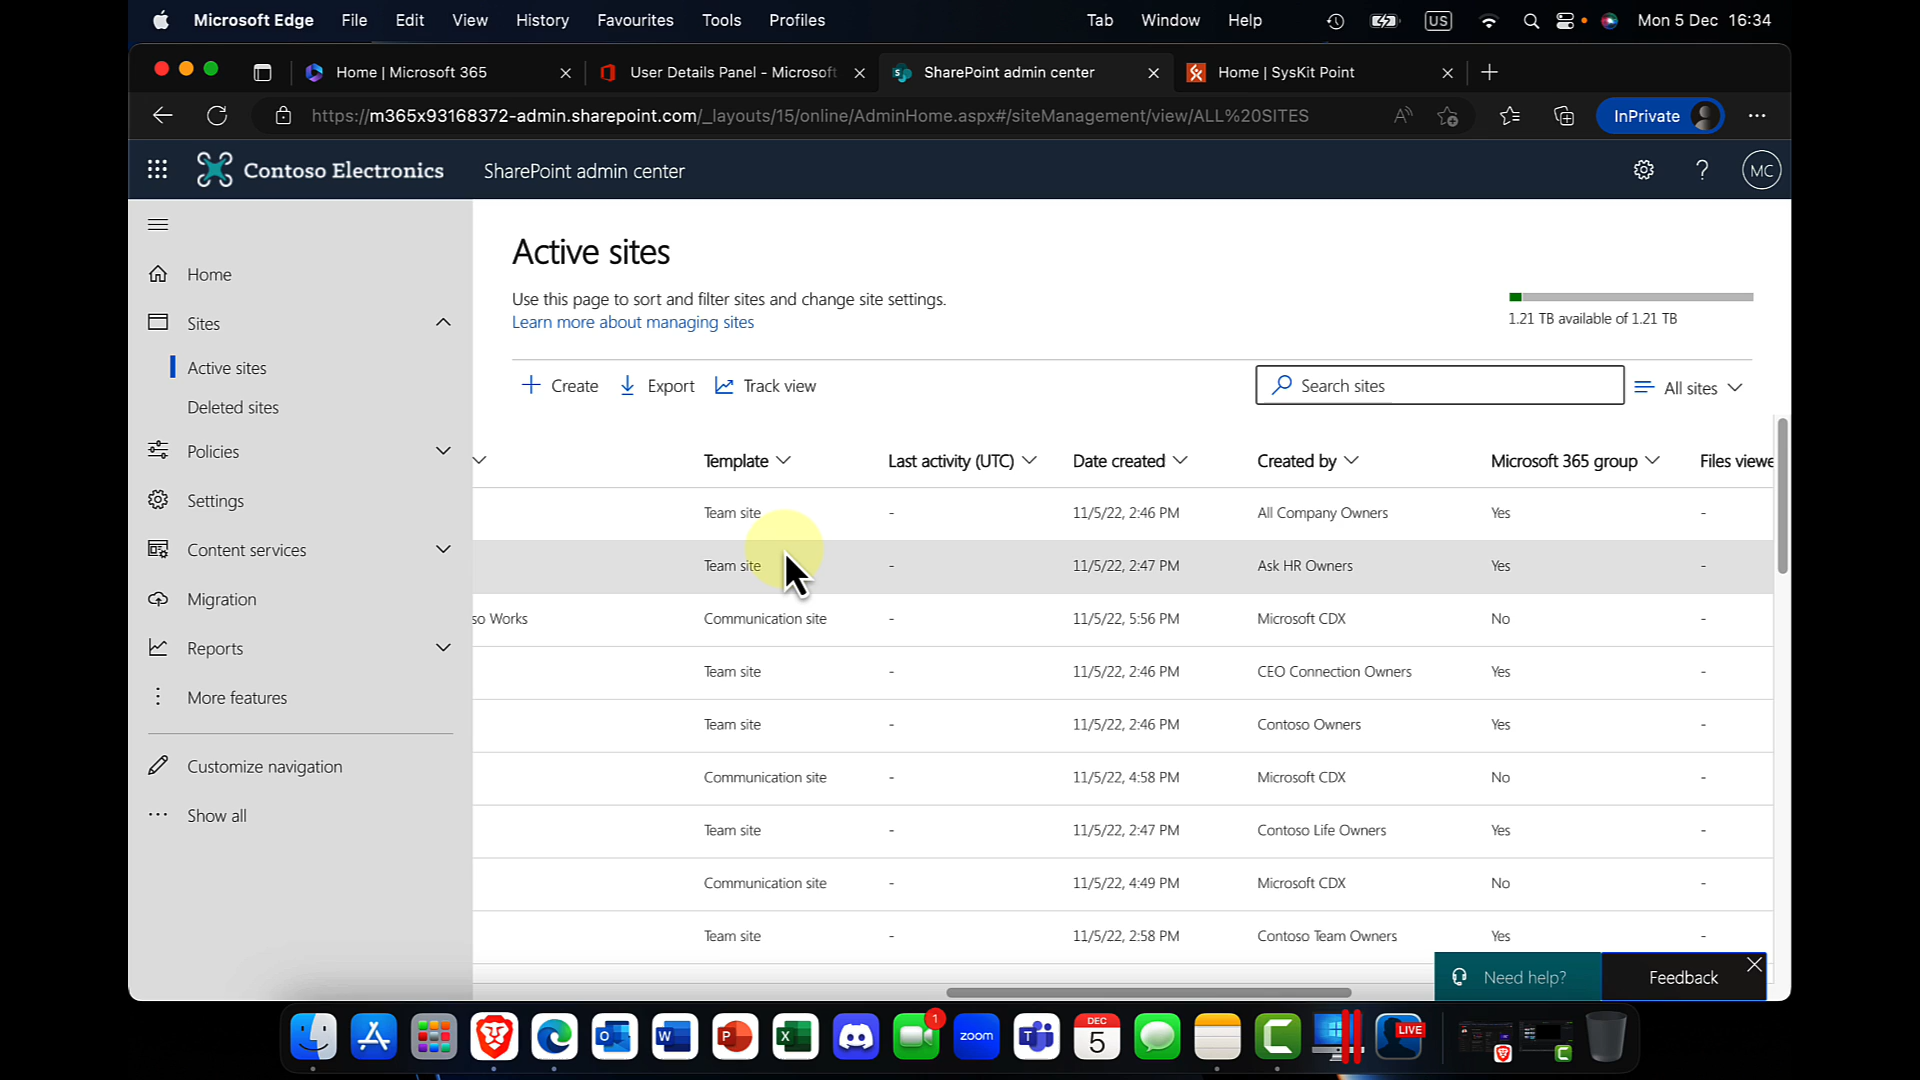 Microsoft Edge File Edit View History Favourites Tools Profiles Tab Window Help US Mon 5 Dec 16:34
Home | Microsoft 365
User Details Panel - Microsoft
SharePoint admin center
Home | SysKit Point
https://m365x93168372-admin.sharepoint.com/_layouts/15/online/AdminHome.aspx#/siteManagement/view/ALL%20SITES
InPrivate
Contoso Electronics
SharePoint admin center
?
MC
Home
Sites
Active sites
Deleted sites
Policies
Settings
Content services
Migration
Reports
More features
Customize navigation
Show all
Active sites
Use this page to sort and filter sites and change site settings.
Learn more about managing sites
1.21 TB available of 1.21 TB
Create Export Track view
Search sites
All sites
Template Last activity (UTC) Date created Created by Microsoft 365 group Files viewe
Team site - 11/5/22, 2:46 PM All Company Owners Yes -
Team site - 11/5/22, 2:47 PM Ask HR Owners Yes -
so Works Communication site - 11/5/22, 5:56 PM Microsoft CDX No -
Team site - 11/5/22, 2:46 PM CEO Connection Owners Yes -
Team site - 11/5/22, 2:46 PM Contoso Owners Yes -
Communication site - 11/5/22, 4:58 PM Microsoft CDX No -
Team site - 11/5/22, 2:47 PM Contoso Life Owners Yes -
Communication site - 11/5/22, 4:49 PM Microsoft CDX No -
Team site - 11/5/22, 2:58 PM Contoso Team Owners Yes
Need help?
Feedback
1
zoom
DEC
5
LIVE